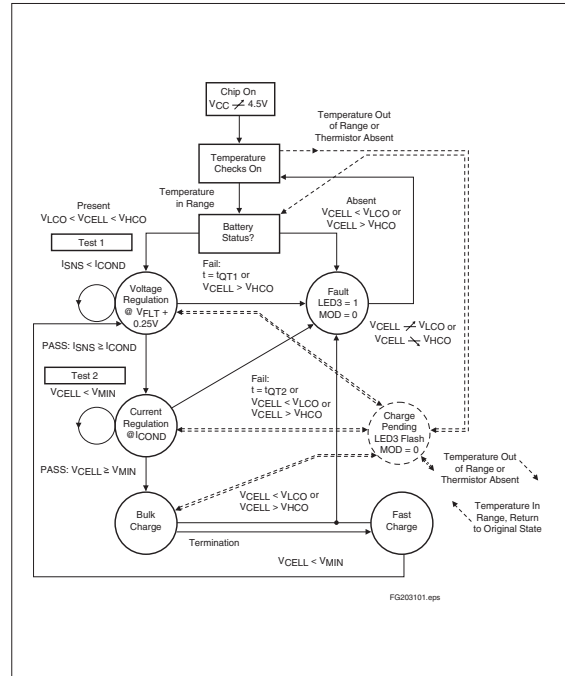 Chip On
VCC ↗ 4.5V
Temperature Out
of Range or
Thermistor Absent
Temperature
Checks On
Temperature
in Range
Present
VLCO < VCELL < VHCO
Absent
VCELL < VLCO or
VCELL > VHCO
Battery
Status?
Test 1
ISNS < ICOND
Fail:
t = tQT1 or
VCELL > VHCO
Voltage
Regulation
@ VFLT +
0.25V
Fault
LED3 = 1
MOD = 0
VCELL ↗ VLCO or
VCELL ↘ VHCO
PASS: ISNS ≥ ICOND
Test 2
VCELL < VMIN
Fail:
t = tQT2 or
VCELL < VLCO or
VCELL > VHCO
Current
Regulation
@ICOND
Charge
Pending
LED3 Flash
MOD = 0
Temperature Out
of Range or
Thermistor Absent
PASS: VCELL ≥ VMIN
VCELL < VLCO or
VCELL > VHCO
Temperature In
Range, Return
to Original State
Bulk
Charge
Fast
Charge
Termination
VCELL < VMIN
FG203101.eps